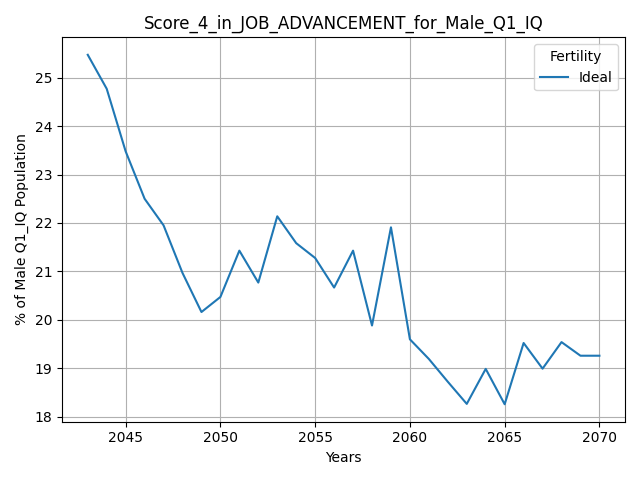 Score_4_in_JOB_ADVANCEMENT_for_Male_Q1_IQ
Fertility
Ideal
% of Male Q1_IQ Population
25
24
23
22
21
20
19
18
2045 2050 2055 2060 2065 2070
Years